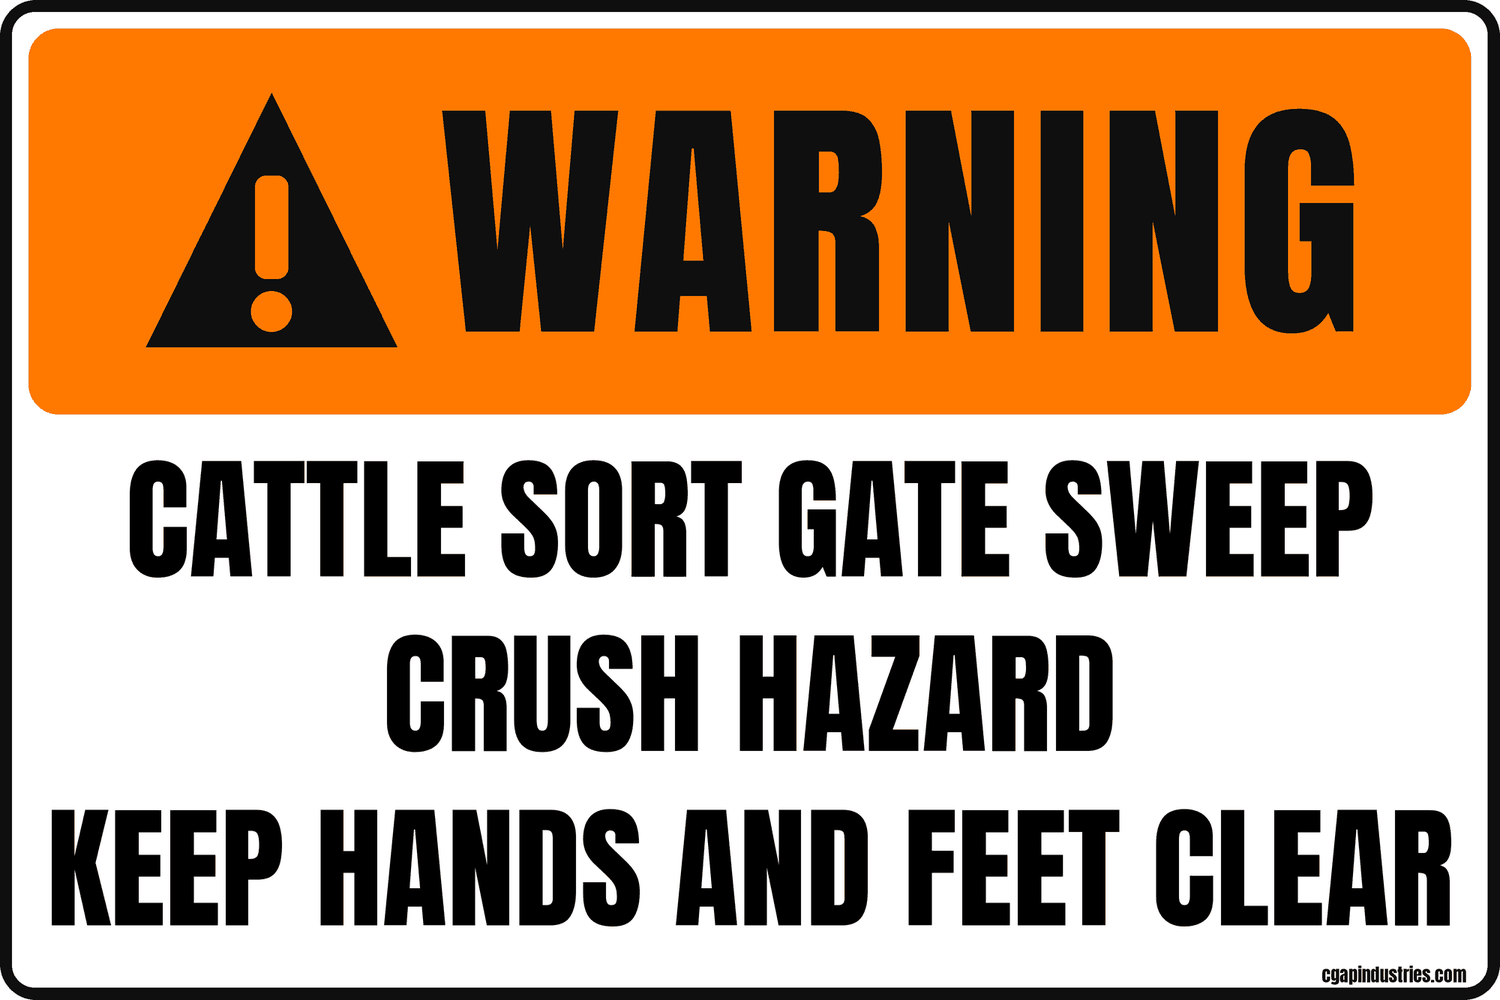 WARNING
CATTLE SORT GATE SWEEP
CRUSH HAZARD
KEEP HANDS AND FEET CLEAR
cgapindustries.com